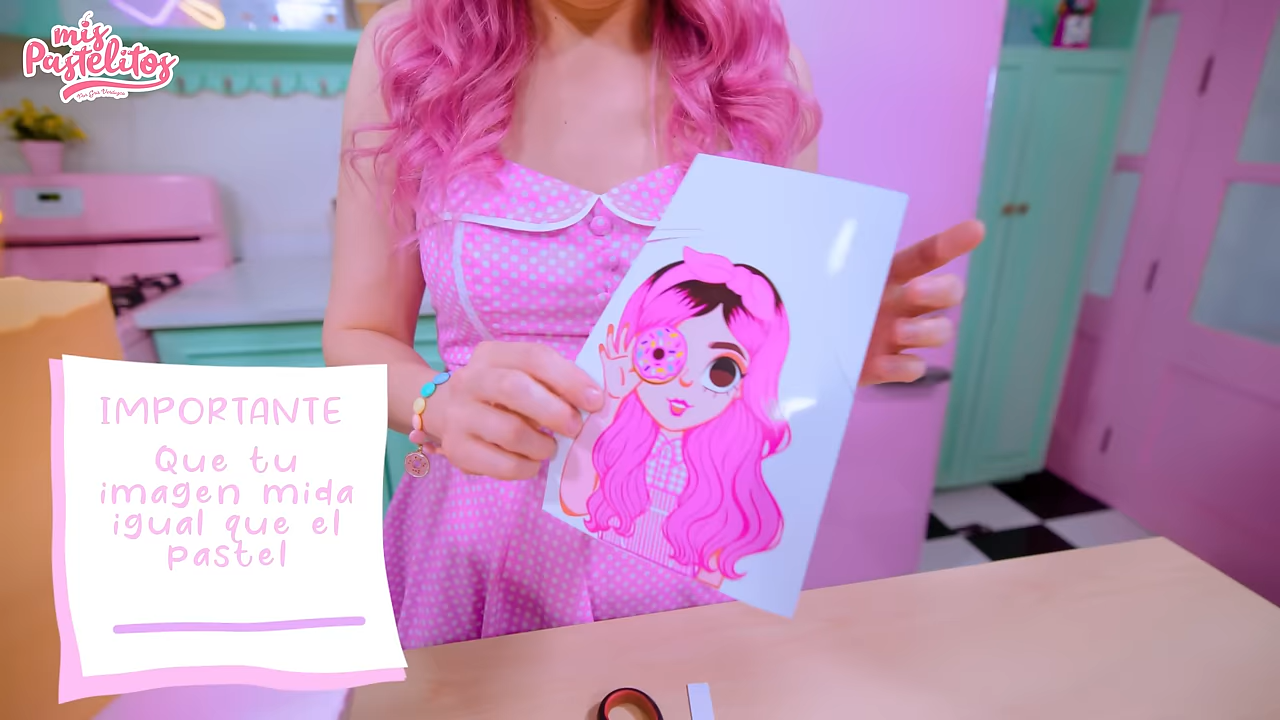 mis
Pastelitos
IMPORTANTE
Que tu
imagen mida
igual que el
pastel